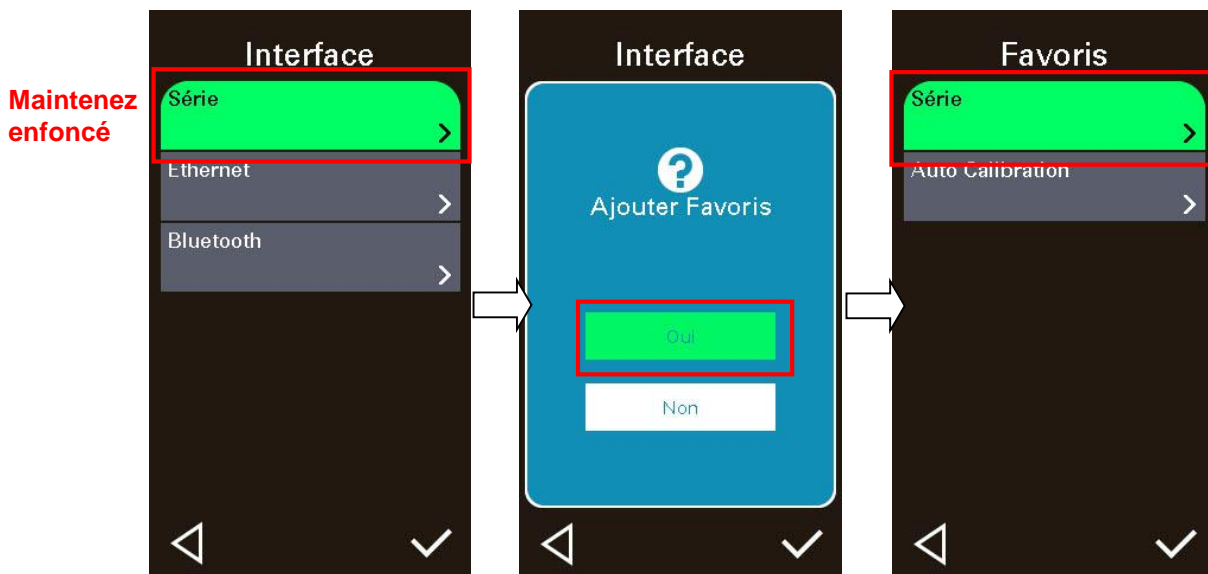 Maintenez
enfoncé
Interface
Série
Ethernet
Bluetooth
Interface
Ajouter Favoris
Oui
Non
Favoris
Série
Auto Calibration